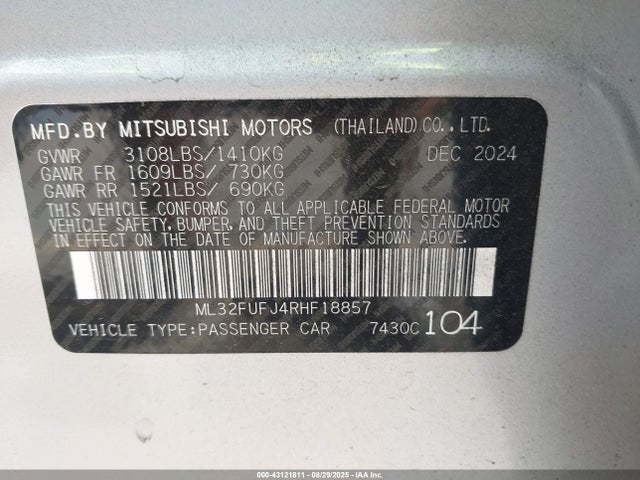 MFD.BY MITSUBISHI MOTORS (THAILAND)CO.,LTD.
GVWR 3108LBS/1410KG DEC 2024
GAWR FR 1609LBS/ 730KG
GAWR RR 1521LBS/ 690KG
THIS VEHICLE CONFORMS TO ALL APPLICABLE FEDERAL MOTOR
VEHICLE SAFETY,BUMPER,AND THEFT PREVENTION STANDARDS
IN EFFECT ON THE DATE OF MANUFACTURE SHOWN ABOVE.
ML32FUFJ4RHF18857
VEHICLE TYPE:PASSENGER CAR 7430C 104
000-43121811 - 08/29/2025 - IAAI.COM